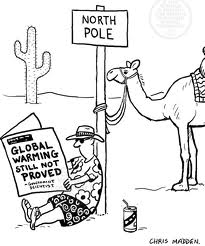 NORTH
POLE
GLOBAL
WARMING
STILL NOT
PROVED
CHRIS MADDEN.